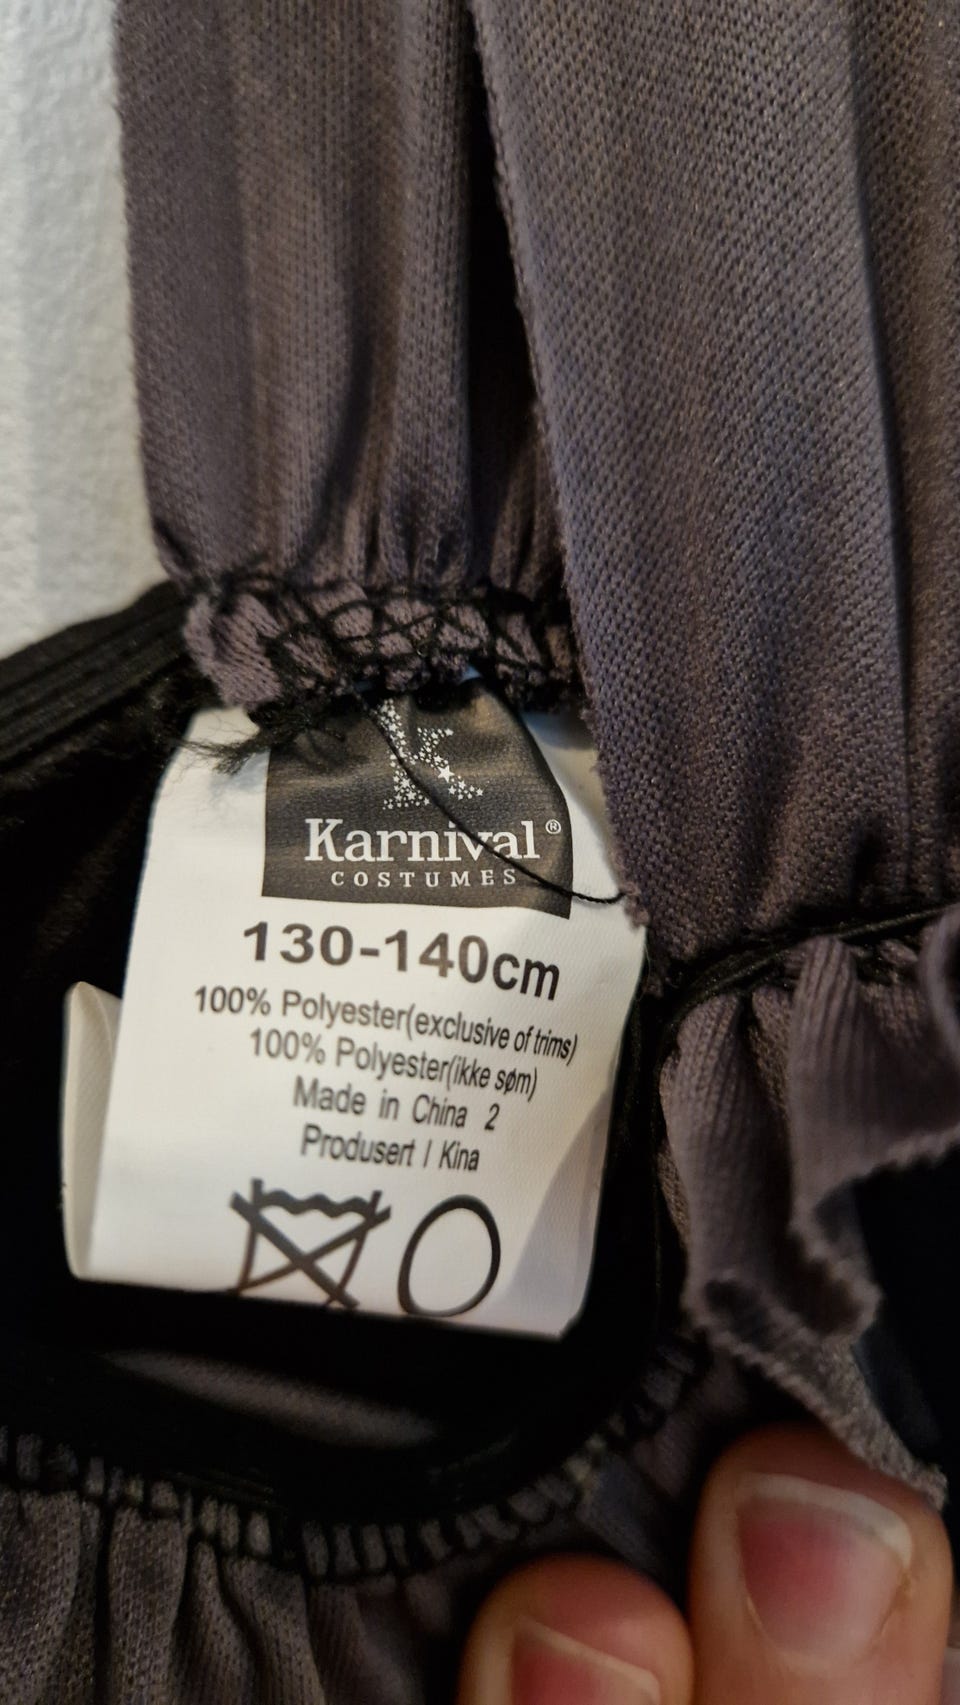 K
Karnival®
COSTUMES
130-140cm
100% Polyester(exclusive of trims)
100% Polyester(ikke søm)
Made in China 2
Produsert I Kina